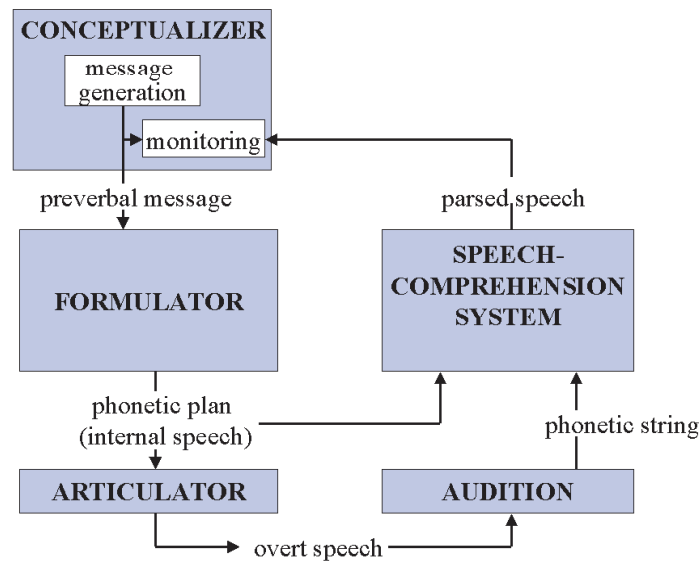 CONCEPTUALIZER
message
generation
monitoring
preverbal message
parsed speech
FORMULATOR
SPEECH-
COMPREHENSION
SYSTEM
phonetic plan
(internal speech)
phonetic string
ARTICULATOR
AUDITION
overt speech